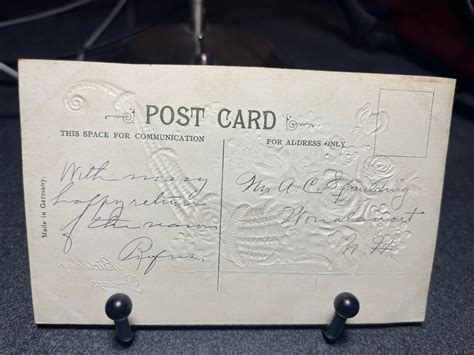 POST CARD
THIS SPACE FOR COMMUNICATION
FOR ADDRESS ONLY
Made in Germany.
With many
happy returns
of the
Mr A. C. Spaulding
Wonalancet
N. H.